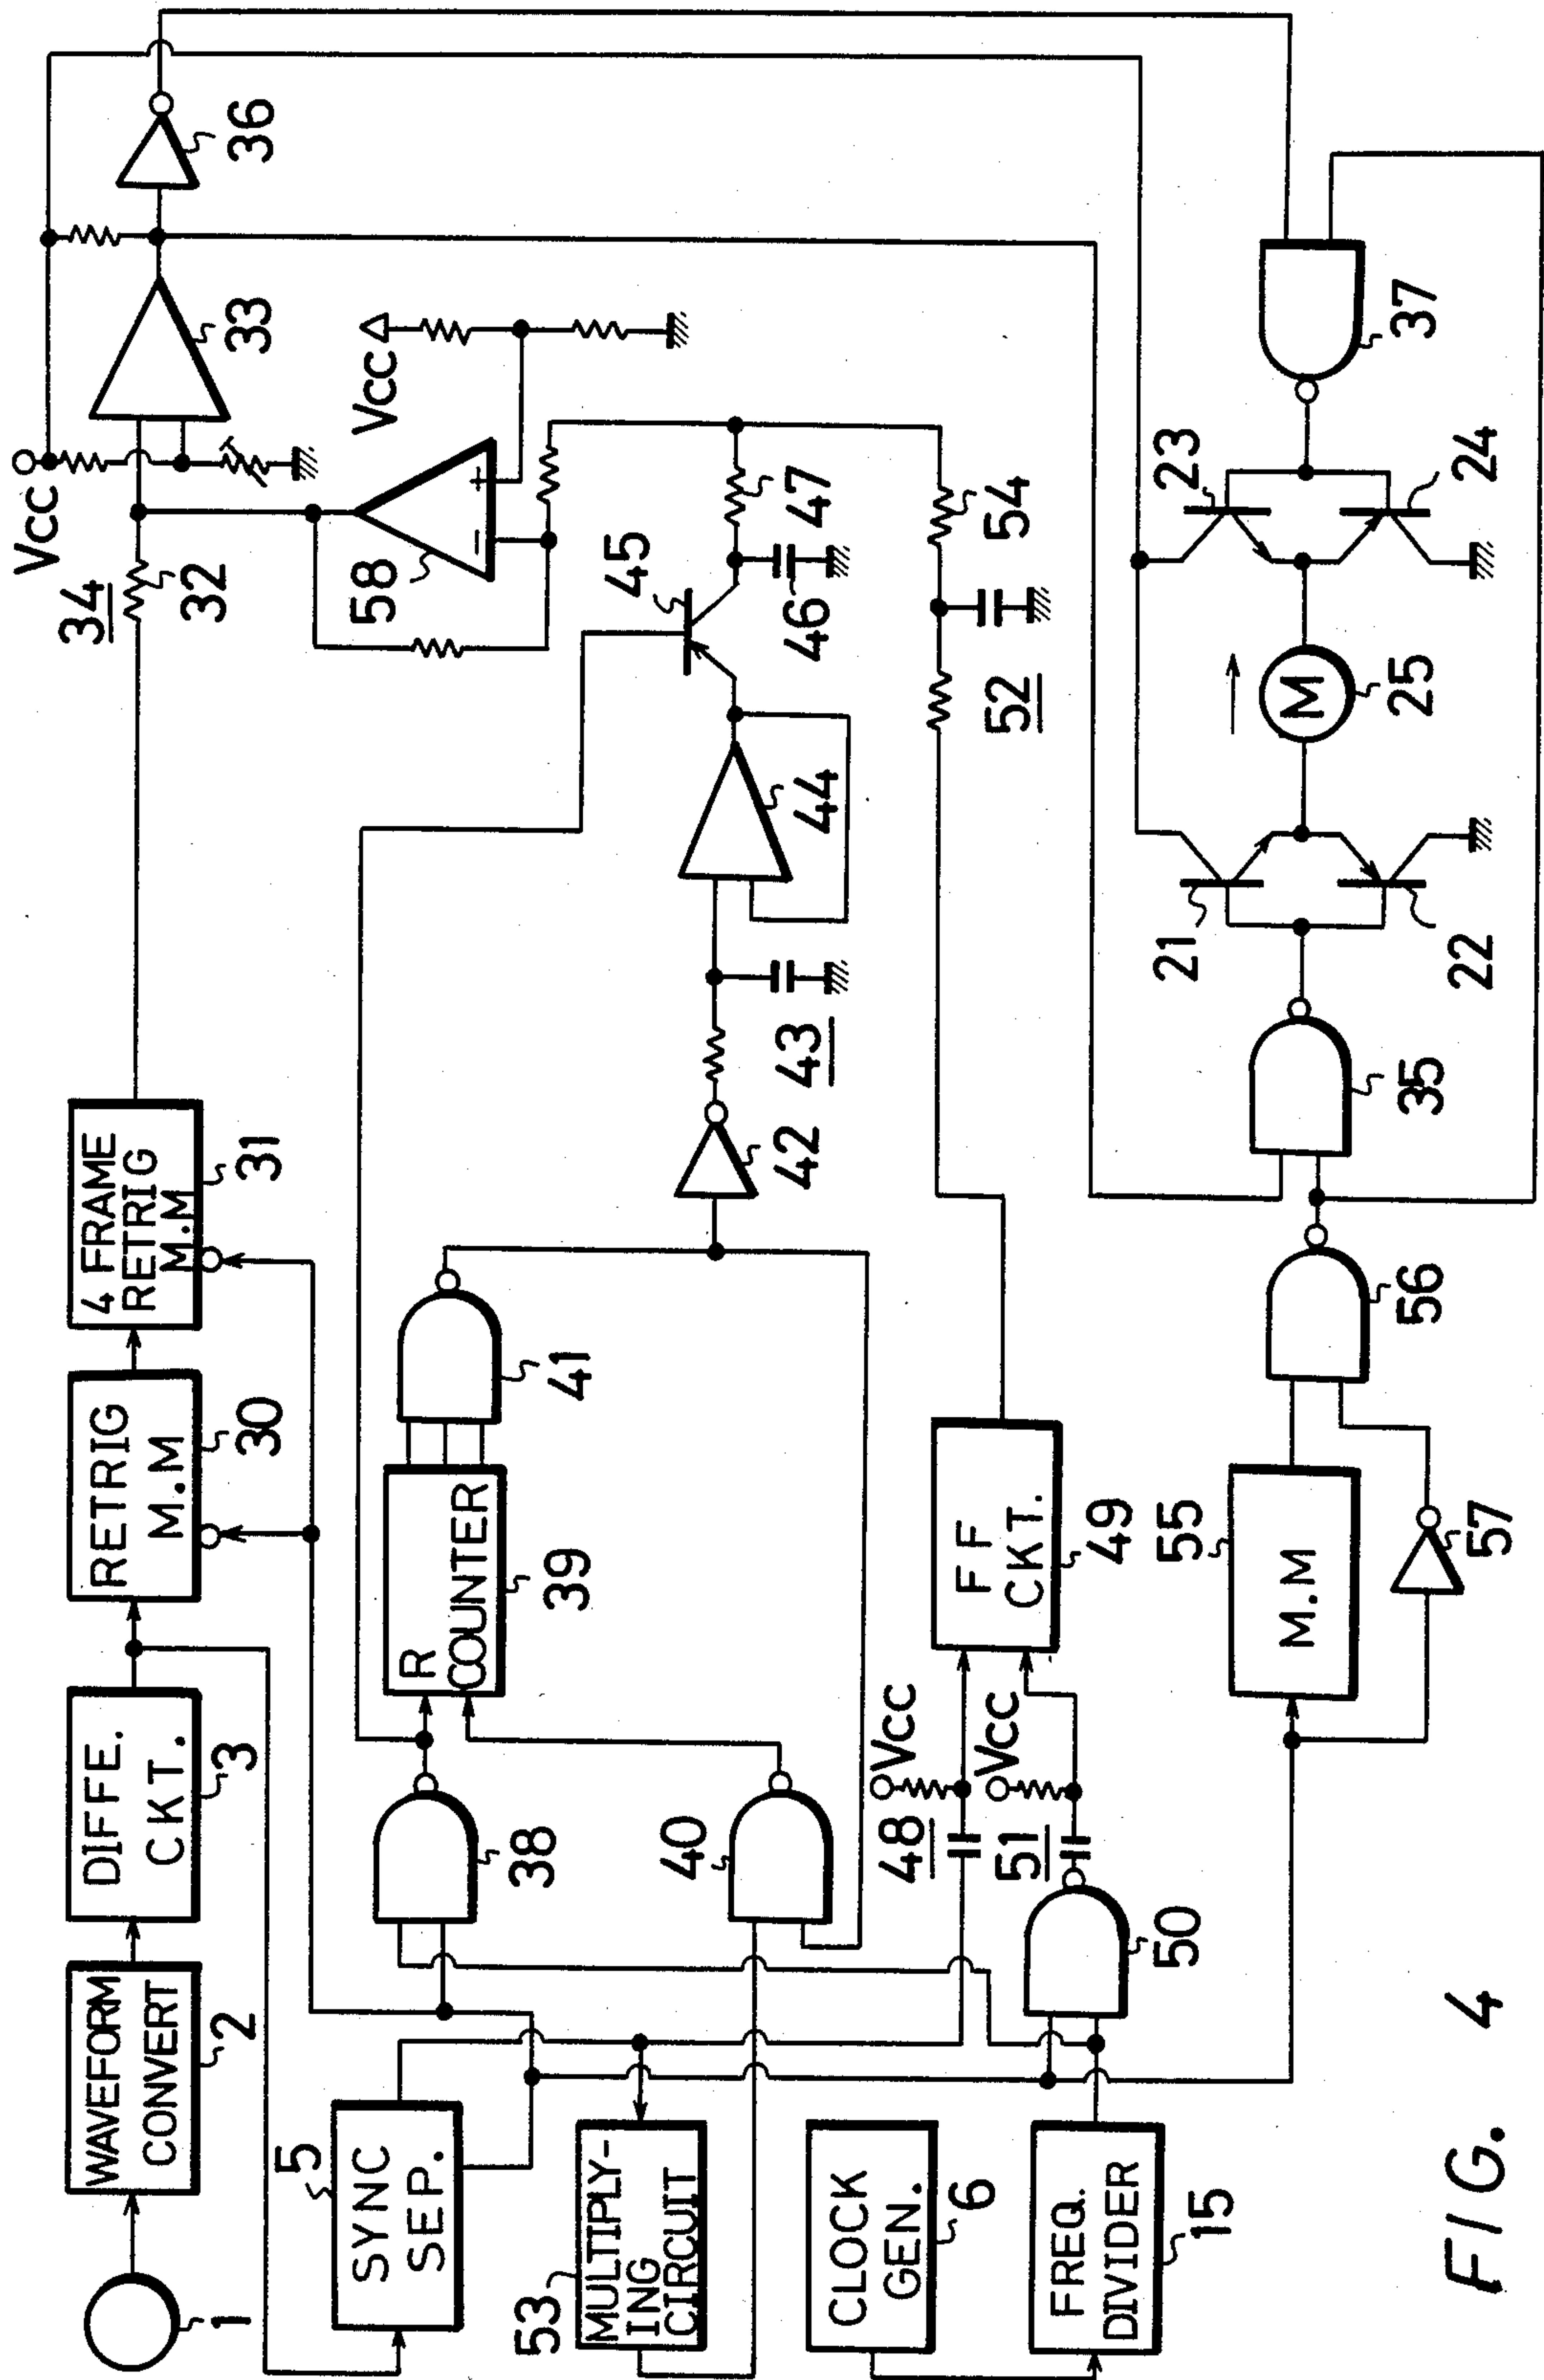 1
WAVEFORM
CONVERT
2
DIFFE.
CKT.
3
RETRIG
M.M
30
4 FRAME
RETRIG
M.M
31
34
32
Vcc
33
36
5
SYNC
SEP.
38
R
COUNTER
39
41
58
Vcc
+
−
53
MULTIPLY-
ING
CIRCUIT
40
42
43
44
45
46
47
CLOCK
GEN.
6
48
Vcc
51
Vcc
FF
CKT.
49
52
54
FREQ.
DIVIDER
15
50
55
M.M
57
56
35
21
22
M
25
23
24
37
FIG. 4